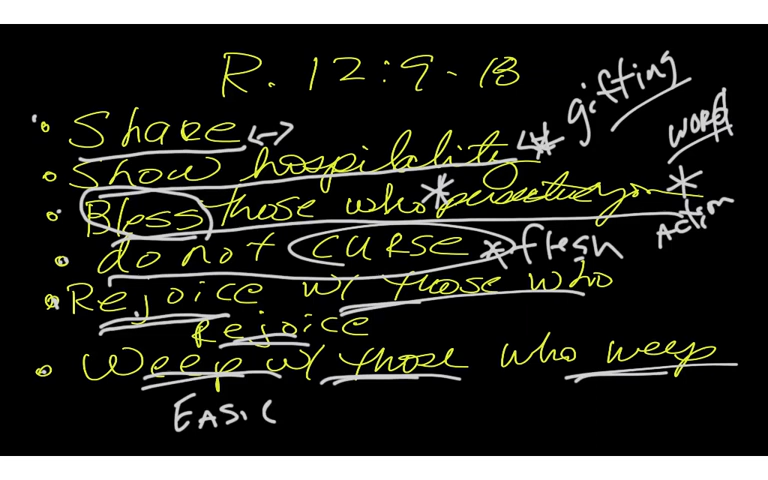 R. 12:9-18
gifting
• Share <->
WORD
• Show hospitality *
• Bless those who * persecute you *
Action
• do not curse * flesh
• Rejoice w/ those who
Rejoice
• Weep w/ those who weep